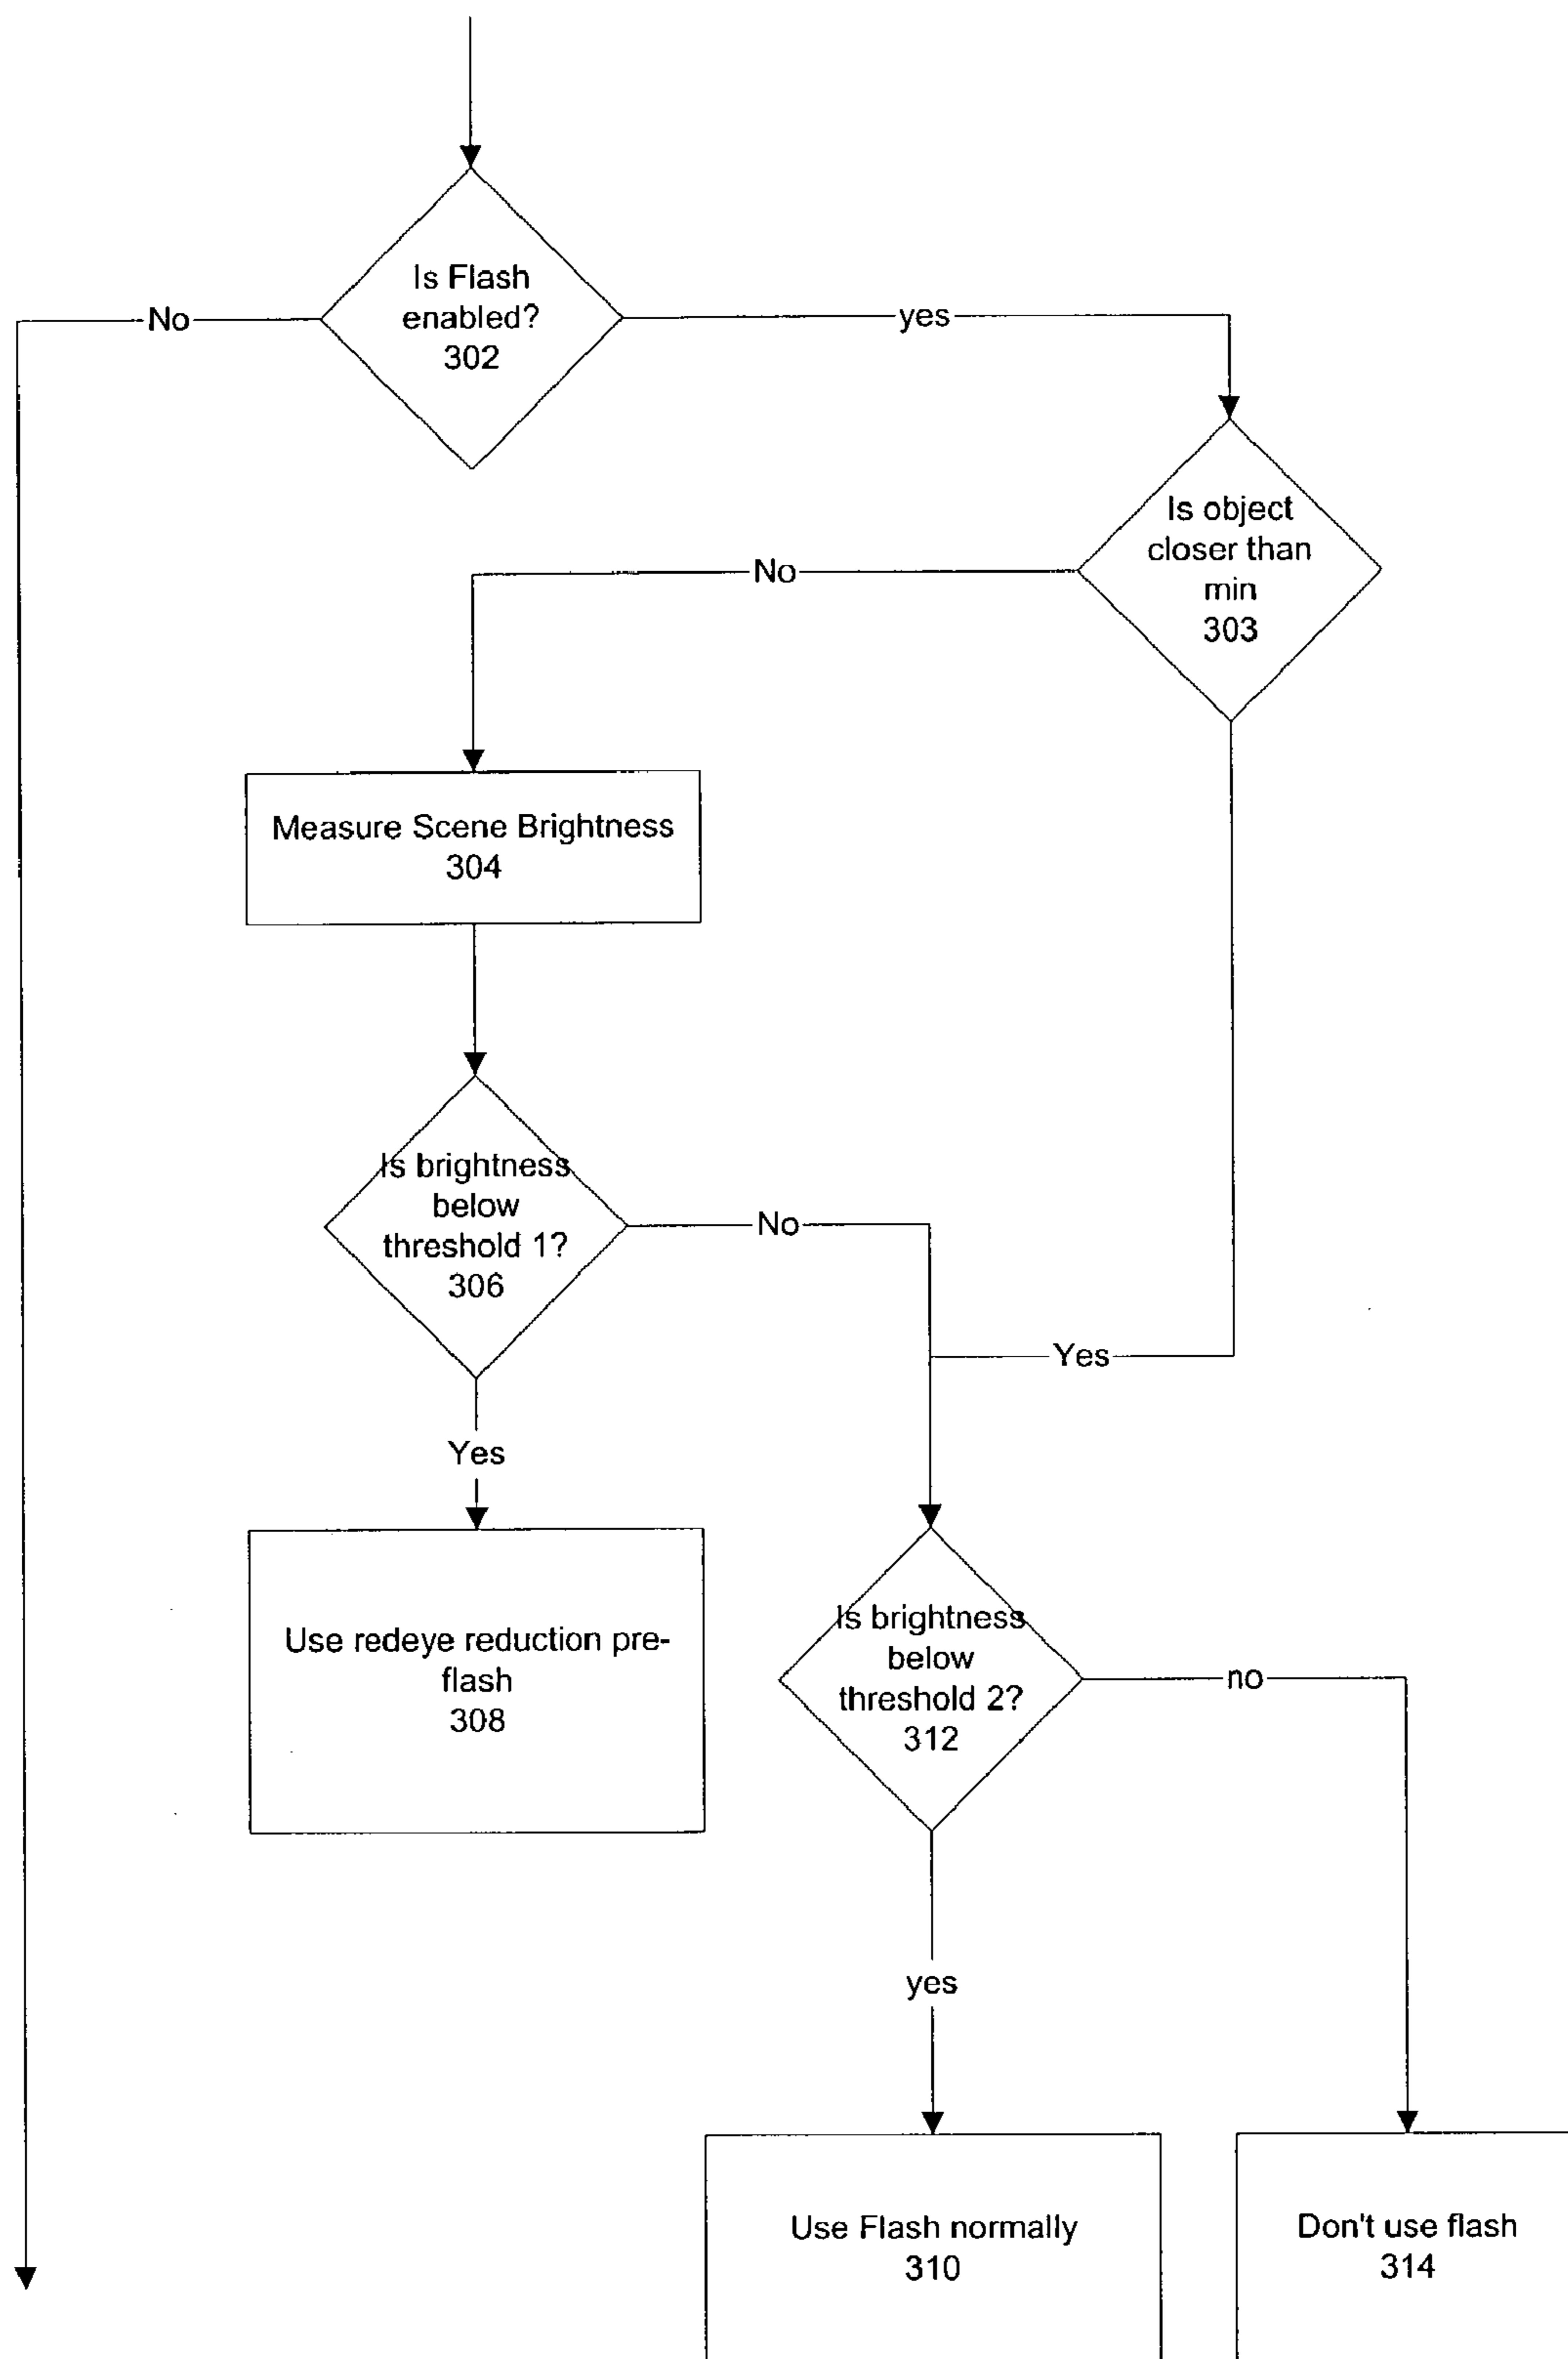 Is Flash
enabled?
302
No
yes
Is object
closer than
min
303
No
Measure Scene Brightness
304
Is brightness
below
threshold 1?
306
No
Yes
Yes
Use redeye reduction pre-
flash
308
Is brightness
below
threshold 2?
312
no
yes
Use Flash normally
310
Don't use flash
314